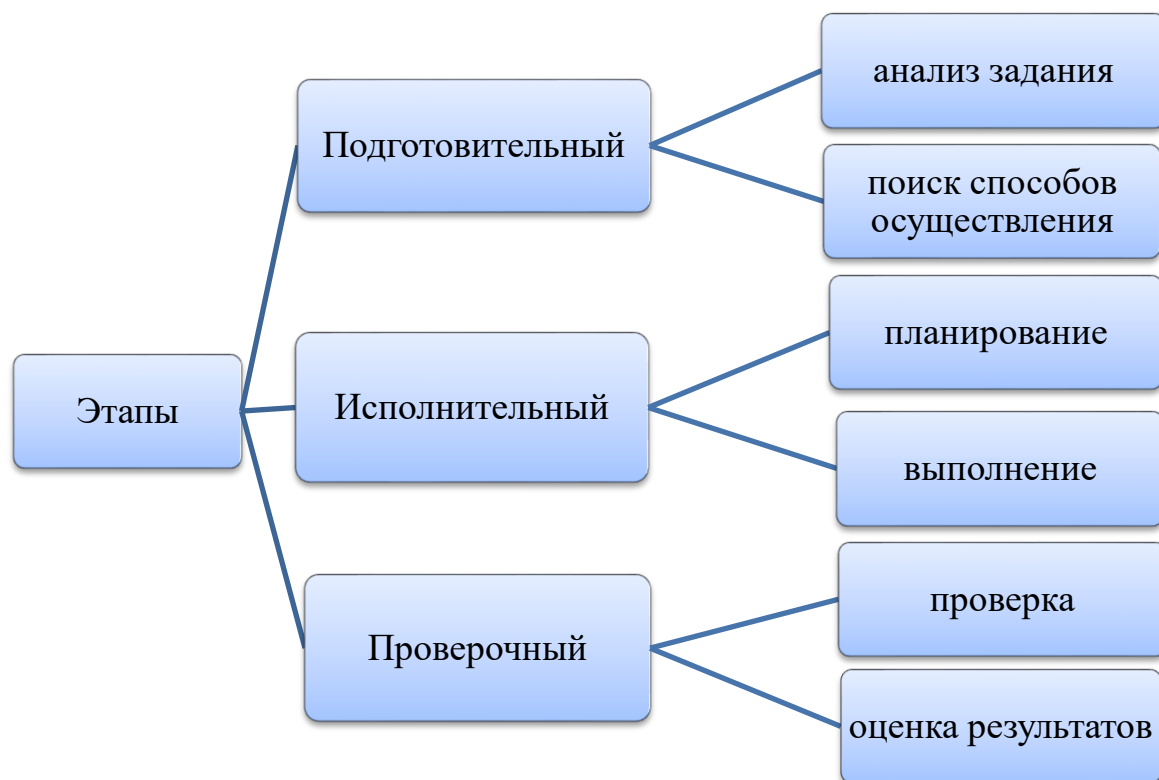 Этапы
Подготовительный
анализ задания
поиск способов
осуществления
Исполнительный
планирование
выполнение
Проверочный
проверка
оценка результатов